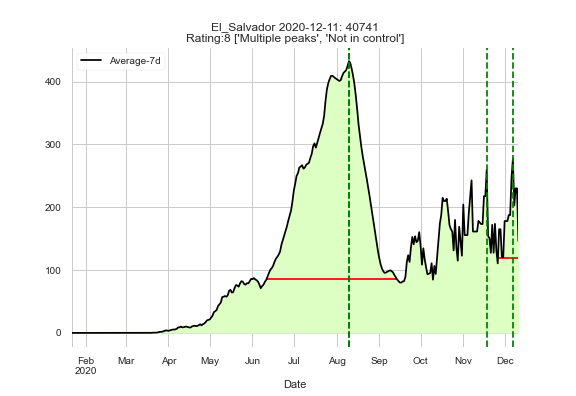 El_Salvador 2020-12-11: 40741
Rating:8 ['Multiple peaks', 'Not in control']
Average-7d
400
300
200
100
0
Feb Mar Apr May Jun Jul Aug Sep Oct Nov Dec
2020
Date